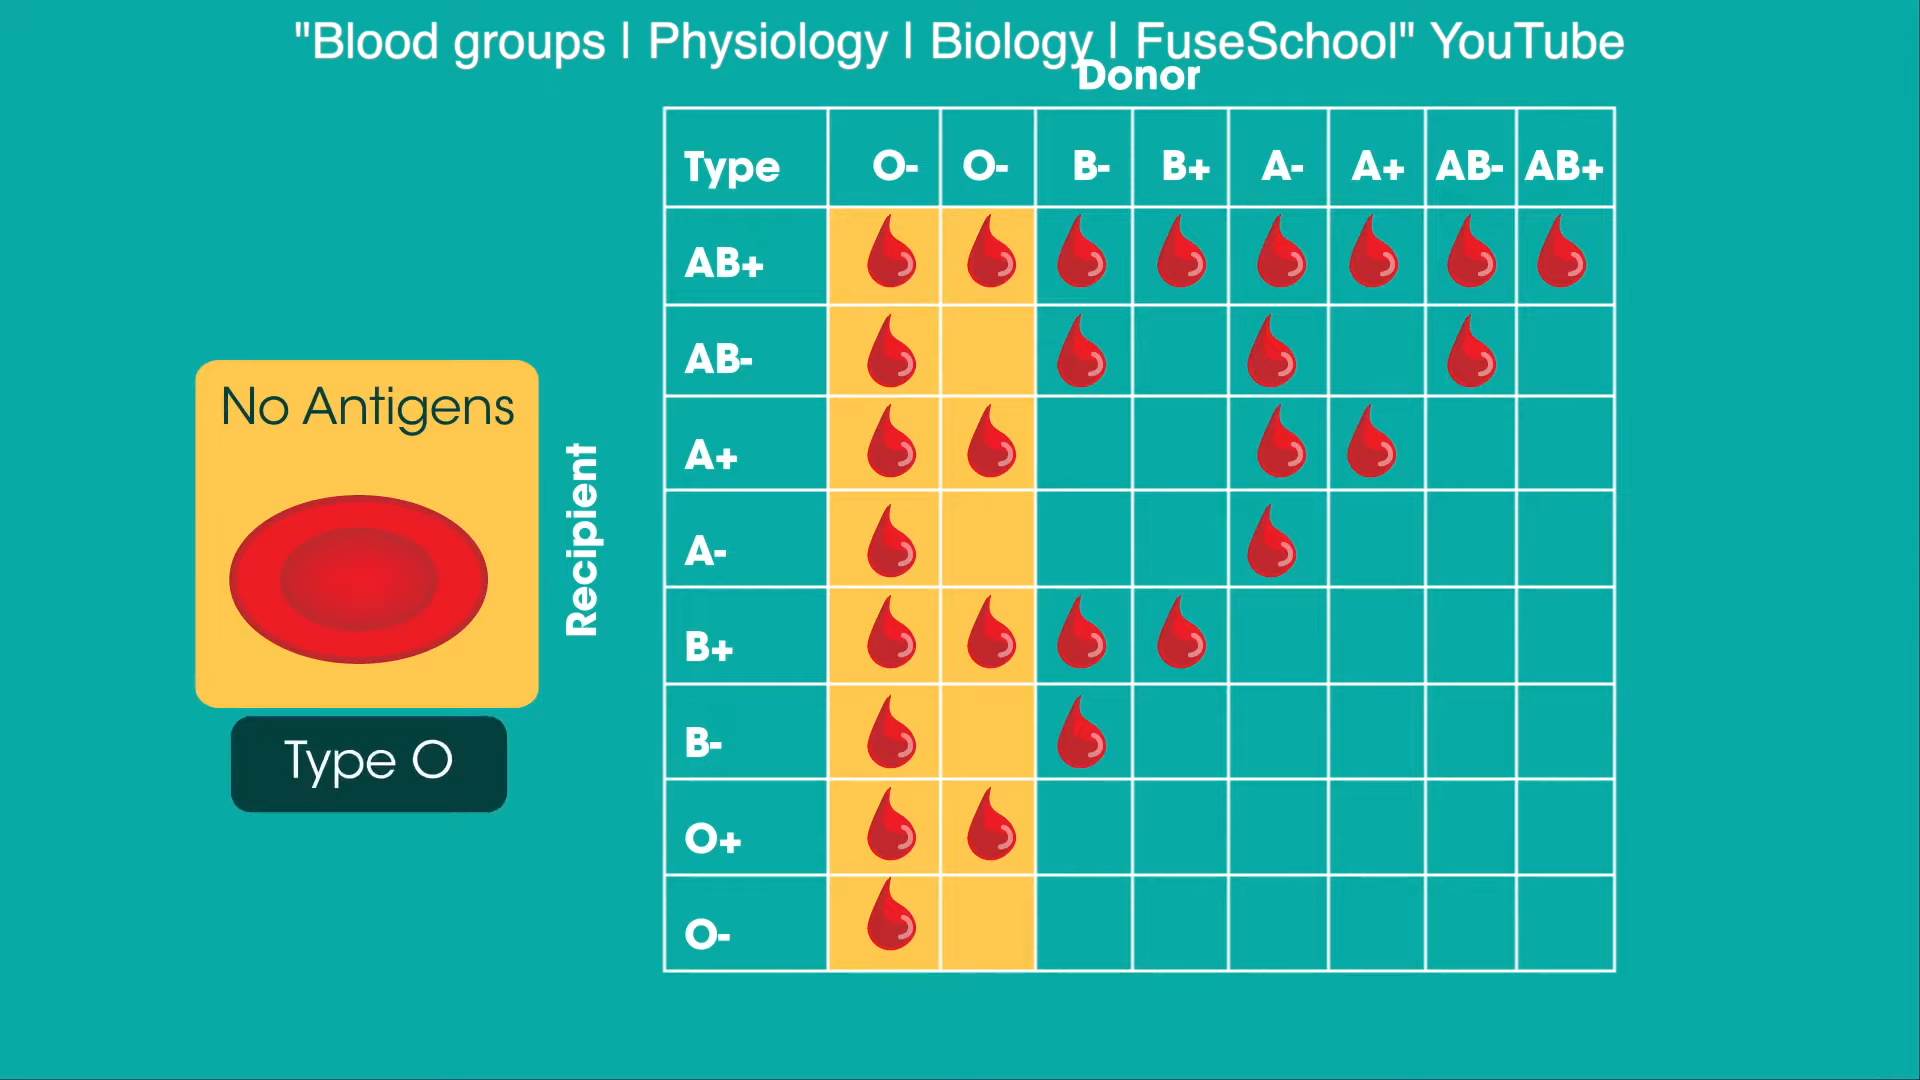 "Blood groups | Physiology | Biology | FuseSchool" YouTube
Donor
Type O- O- B- B+ A- A+ AB- AB+
AB+
AB-
No Antigens
A+
Recipient
A-
B+
B-
Type O
O+
O-